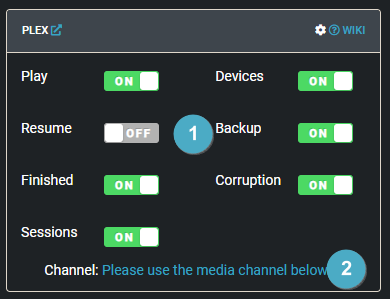 PLEX WIKI
Play ON Devices ON
Resume OFF 1 Backup ON
Finished ON Corruption ON
Sessions ON
Channel: Please use the media channel below 2